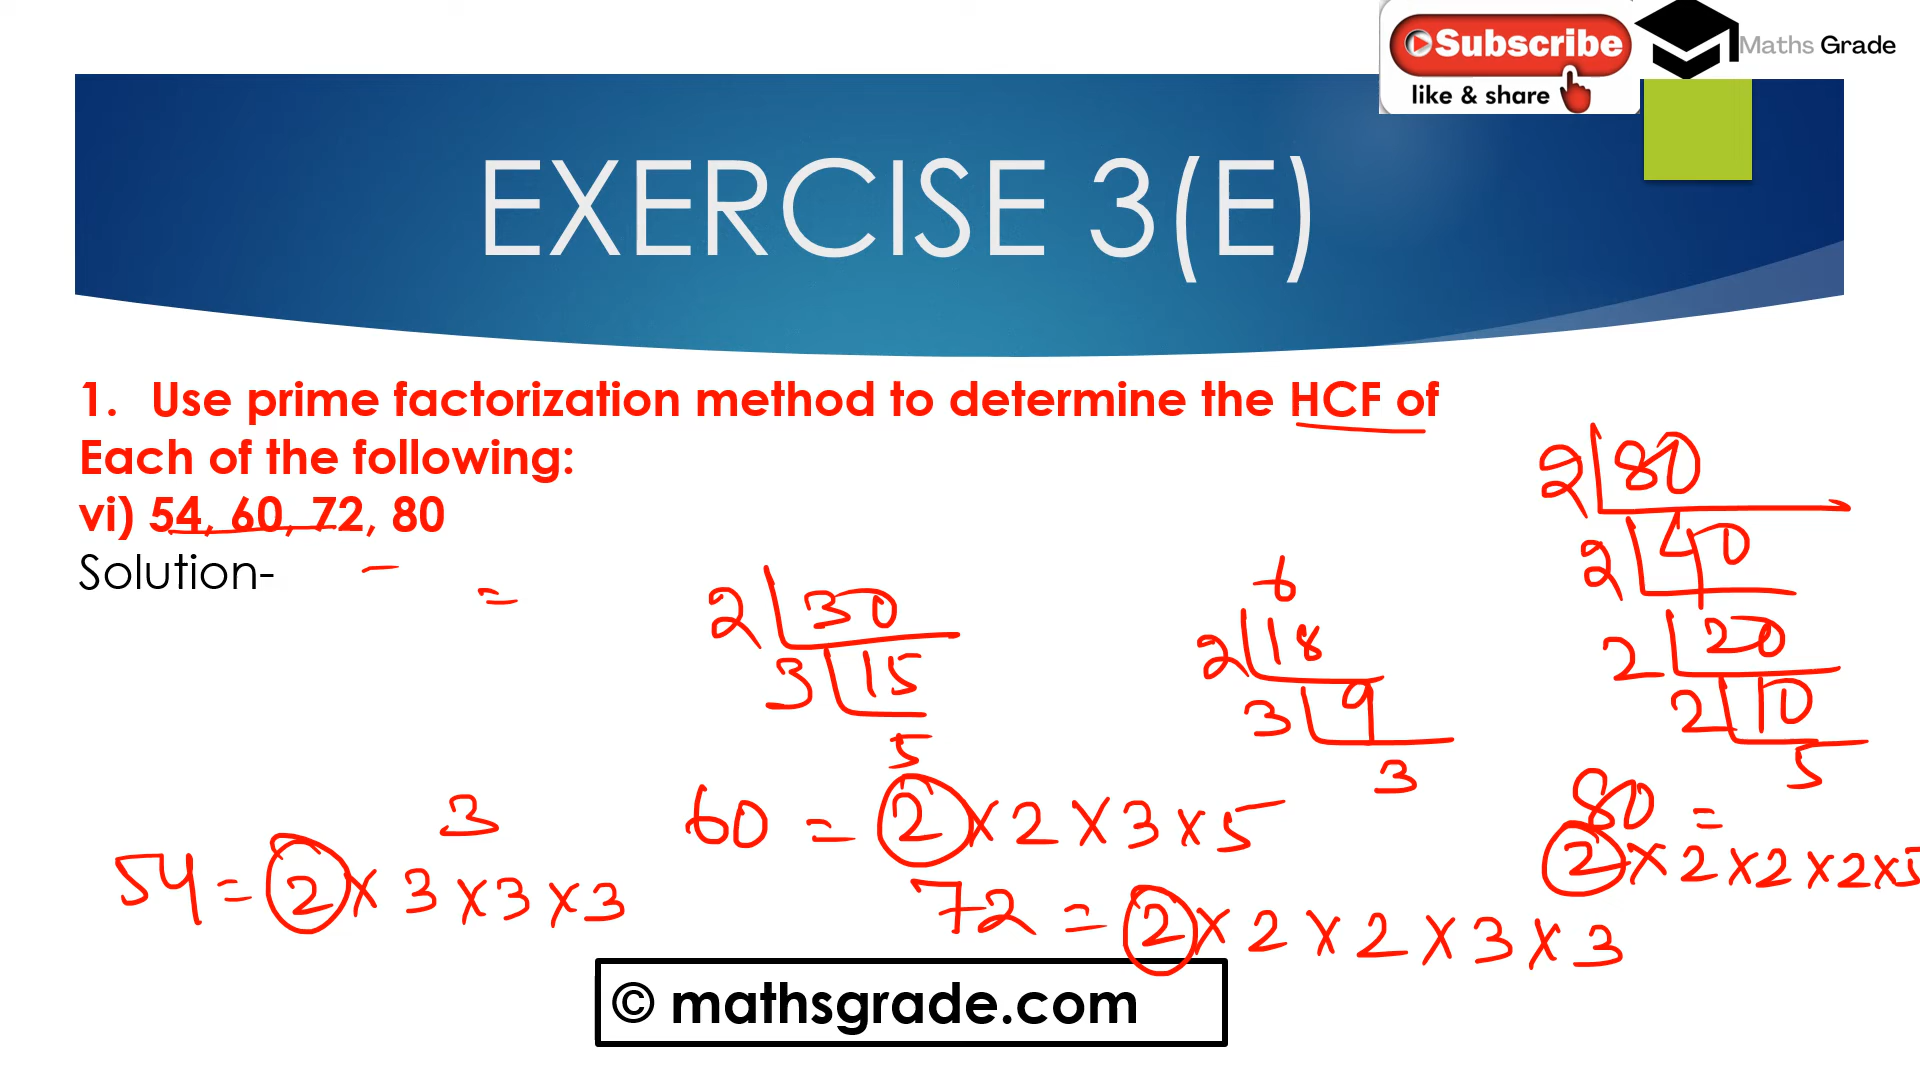 Subscribe
like & share
Maths Grade
EXERCISE 3(E)
1. Use prime factorization method to determine the HCF of
Each of the following:
vi) 54, 60, 72, 80
Solution-
=
2 30
3 15
5
6
2 18
3 9
3
2 80
2 40
2 20
2 10
5
3
54 = 2 × 3 × 3 × 3
60 = 2 × 2 × 3 × 5
72 = 2 × 2 × 2 × 3 × 3
80 =
2 × 2 × 2 × 2 × 5
© mathsgrade.com